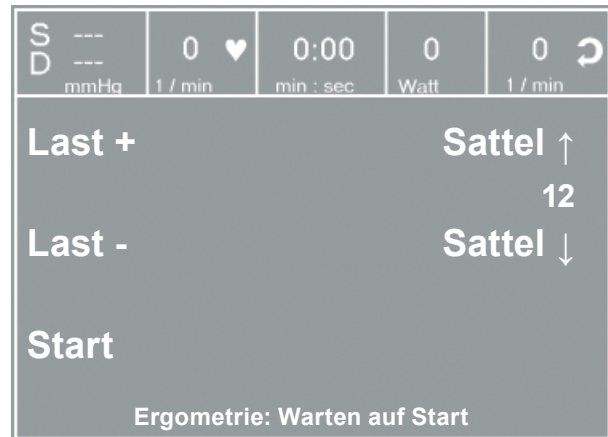 S ---
D ---
mmHg
0 ♥
1 / min
0:00
min : sec
0
Watt
0
1 / min
Last +
Sattel ↑
12
Last -
Sattel ↓
Start
Ergometrie: Warten auf Start